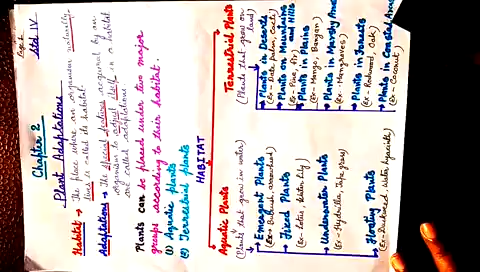 Page 1
Std IV
Chapter 2
Plant Adaptations
Habitat → The place where an organism naturally
lives is called its habitat.
Adaptations → The special features acquired by an
organism to adjust itself in a habitat
are called adaptations.
Plants can be placed under two major
groups according to their habitat.
(1) Aquatic plants
(2) Terrestrial plants
HABITAT
Aquatic Plants
(Plants that grow in water)
Emergent Plants
(Ex- Bulrush, arrowhead)
Fixed Plants
(Ex- Lotus, Water lily)
Underwater Plants
(Ex- Hydrilla, Tape grass)
Floating Plants
(Ex- Duckweed, Water hyacinth)
Terrestrial Plants
(Plants that grow on
land)
Plants in Deserts
(Ex- Date palm, Cacti)
Plants on Mountains
and Hills
(Ex- Pine, Fir)
Plants in Plains
(Ex- Mango, Banyan)
Plants in Marshy Areas
(Ex- Mangroves)
Plants in Forests
(Ex- Rosewood, Oak)
Plants in Coastal Areas
(Ex- Coconut)